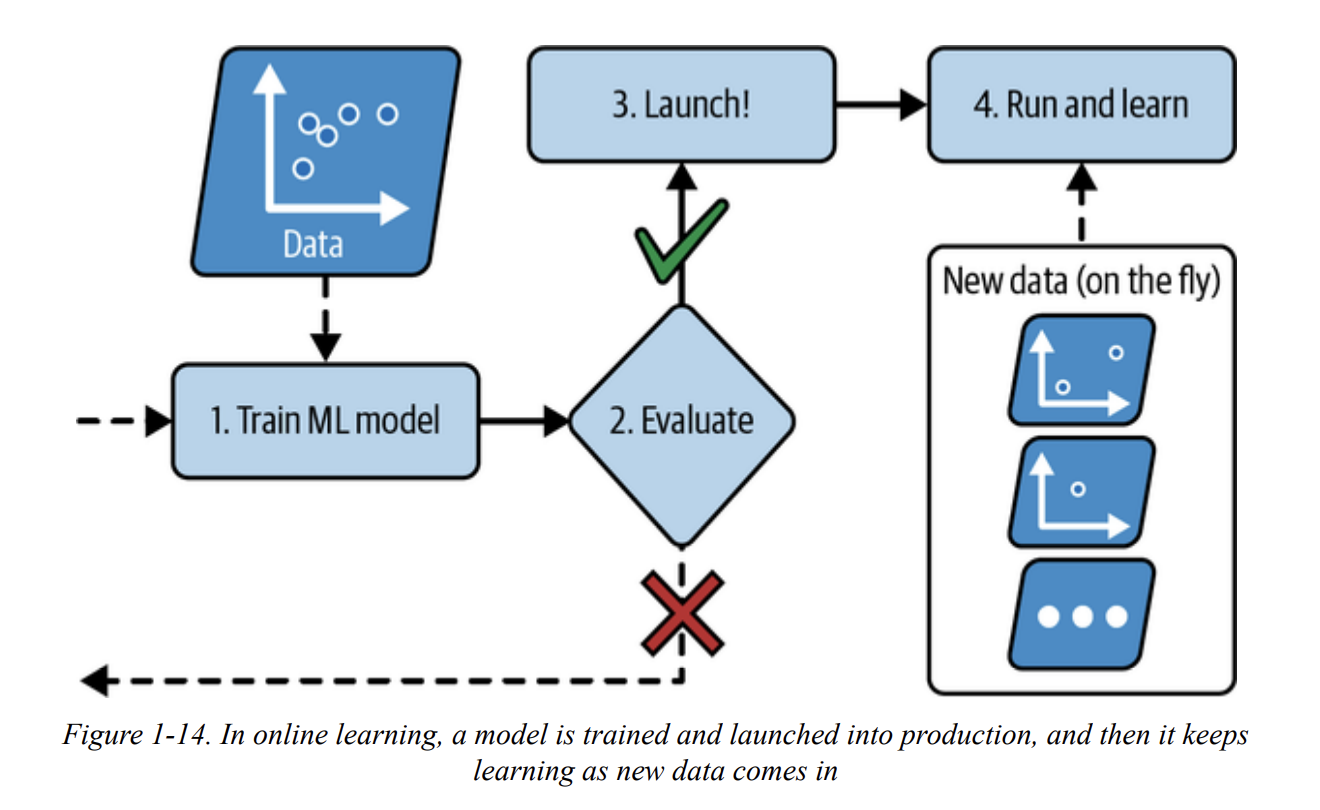 Data
1. Train ML model
2. Evaluate
3. Launch!
4. Run and learn
New data (on the fly)
Figure 1-14. In online learning, a model is trained and launched into production, and then it keeps
learning as new data comes in